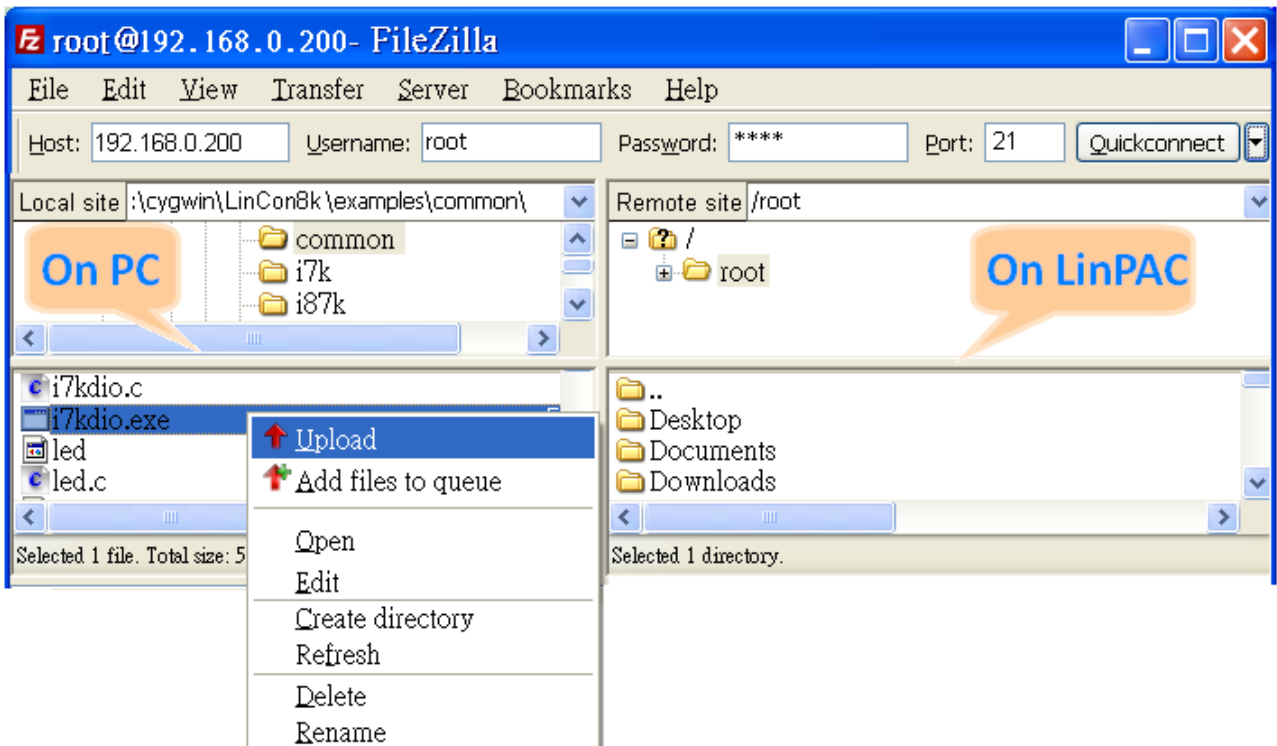 root@192.168.0.200- FileZilla
File Edit View Transfer Server Bookmarks Help
Host: 192.168.0.200 Username: root Password: **** Port: 21 Quickconnect
Local site :\cygwin\LinCon8k\examples\common\
Remote site /root
common
i7k
i87k
On PC
/
root
On LinPAC
i7kdio.c
i7kdio.exe
led
led.c
Selected 1 file. Total size: 5
..
Desktop
Documents
Downloads
Selected 1 directory.
Upload
Add files to queue
Open
Edit
Create directory
Refresh
Delete
Rename